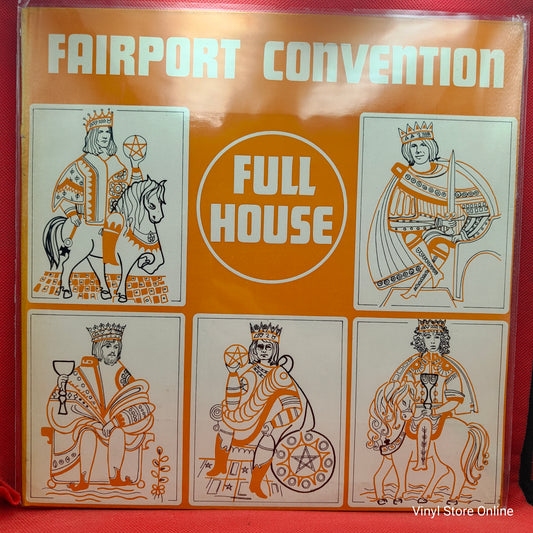 FAIRPORT CONVENTION
FULL
HOUSE
Vinyl Store Online